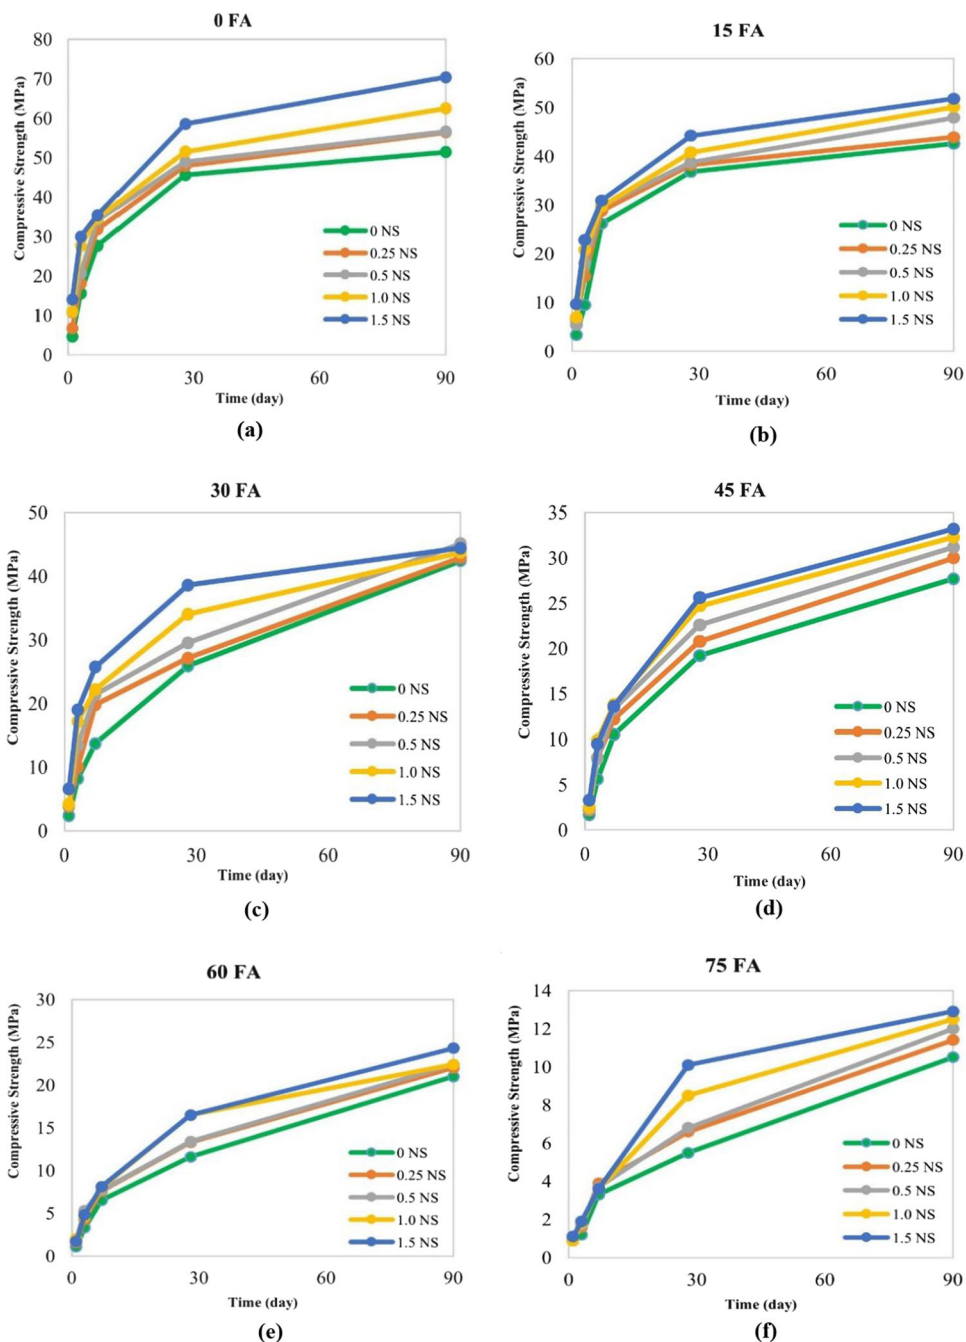 0 FA
Compressive Strength (MPa)
80
70
60
50
40
30
20
10
0
0 NS
0.25 NS
0.5 NS
1.0 NS
1.5 NS
0
30
60
90
Time (day)
(a)
15 FA
Compressive Strength (MPa)
60
50
40
30
20
10
0
0 NS
0.25 NS
0.5 NS
1.0 NS
1.5 NS
0
30
60
90
Time (day)
(b)
30 FA
Compressive Strength (MPa)
50
40
30
20
10
0
0 NS
0.25 NS
0.5 NS
1.0 NS
1.5 NS
0
30
60
90
Time (day)
(c)
45 FA
Compressive Strength (MPa)
35
30
25
20
15
10
5
0
0 NS
0.25 NS
0.5 NS
1.0 NS
1.5 NS
0
30
60
90
Time (day)
(d)
60 FA
Compressive Strength (MPa)
30
25
20
15
10
5
0
0 NS
0.25 NS
0.5 NS
1.0 NS
1.5 NS
0
30
60
90
Time (day)
(e)
75 FA
Compressive Strength (MPa)
14
12
10
8
6
4
2
0
0 NS
0.25 NS
0.5 NS
1.0 NS
1.5 NS
0
30
60
90
Time (day)
(f)